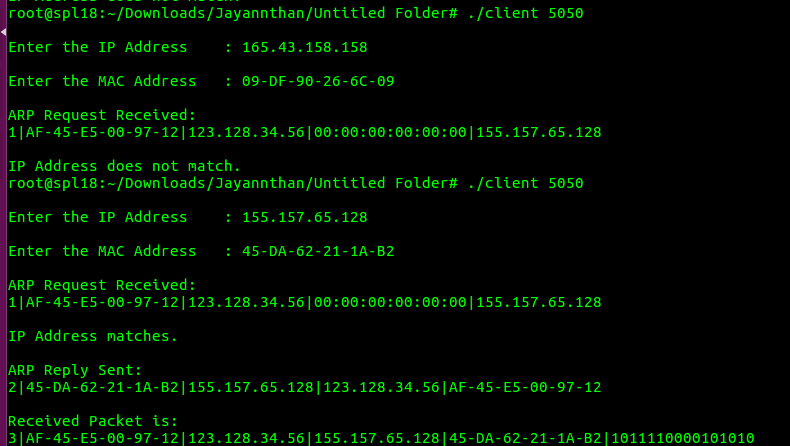 root@spl18:~/Downloads/Jayannthan/Untitled Folder# ./client 5050
Enter the IP Address    : 165.43.158.158
Enter the MAC Address   : 09-DF-90-26-6C-09
ARP Request Received:
1|AF-45-E5-00-97-12|123.128.34.56|00:00:00:00:00:00|155.157.65.128
IP Address does not match.
root@spl18:~/Downloads/Jayannthan/Untitled Folder# ./client 5050
Enter the IP Address    : 155.157.65.128
Enter the MAC Address   : 45-DA-62-21-1A-B2
ARP Request Received:
1|AF-45-E5-00-97-12|123.128.34.56|00:00:00:00:00:00|155.157.65.128
IP Address matches.
ARP Reply Sent:
2|45-DA-62-21-1A-B2|155.157.65.128|123.128.34.56|AF-45-E5-00-97-12
Received Packet is:
3|AF-45-E5-00-97-12|123.128.34.56|155.157.65.128|45-DA-62-21-1A-B2|1011110000101010